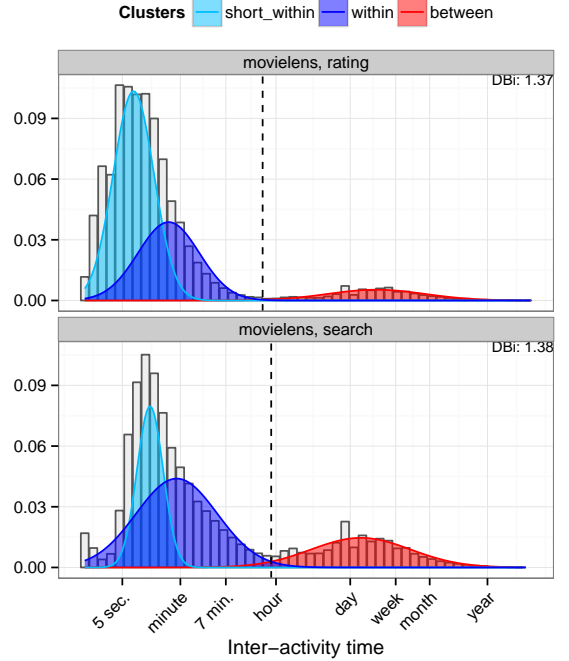 Clusters short_within within between
movielens, rating
DBi: 1.37
0.09
0.06
0.03
0.00
movielens, search
DBi: 1.38
0.09
0.06
0.03
0.00
5 sec. minute 7 min. hour day week month year
Inter−activity time